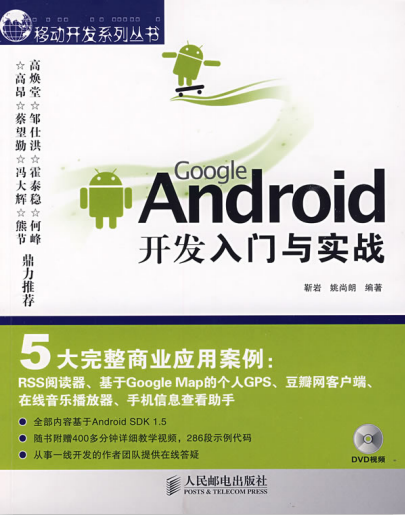 移动开发系列丛书
高焕堂☆邹仕洪☆霍泰稳☆何峰
☆高昂☆蔡望勤☆冯大辉☆熊节
鼎力推荐
Google
Android
开发入门与实战
靳岩 姚尚朗 编著
5大完整商业应用案例：
RSS阅读器、基于Google Map的个人GPS、豆瓣网客户端、
在线音乐播放器、手机信息查看助手
● 全部内容基于Android SDK 1.5
● 随书附赠400多分钟详细教学视频，286段示例代码
● 从事一线开发的作者团队提供在线答疑
DVD视频
人民邮电出版社
POSTS & TELECOM PRESS